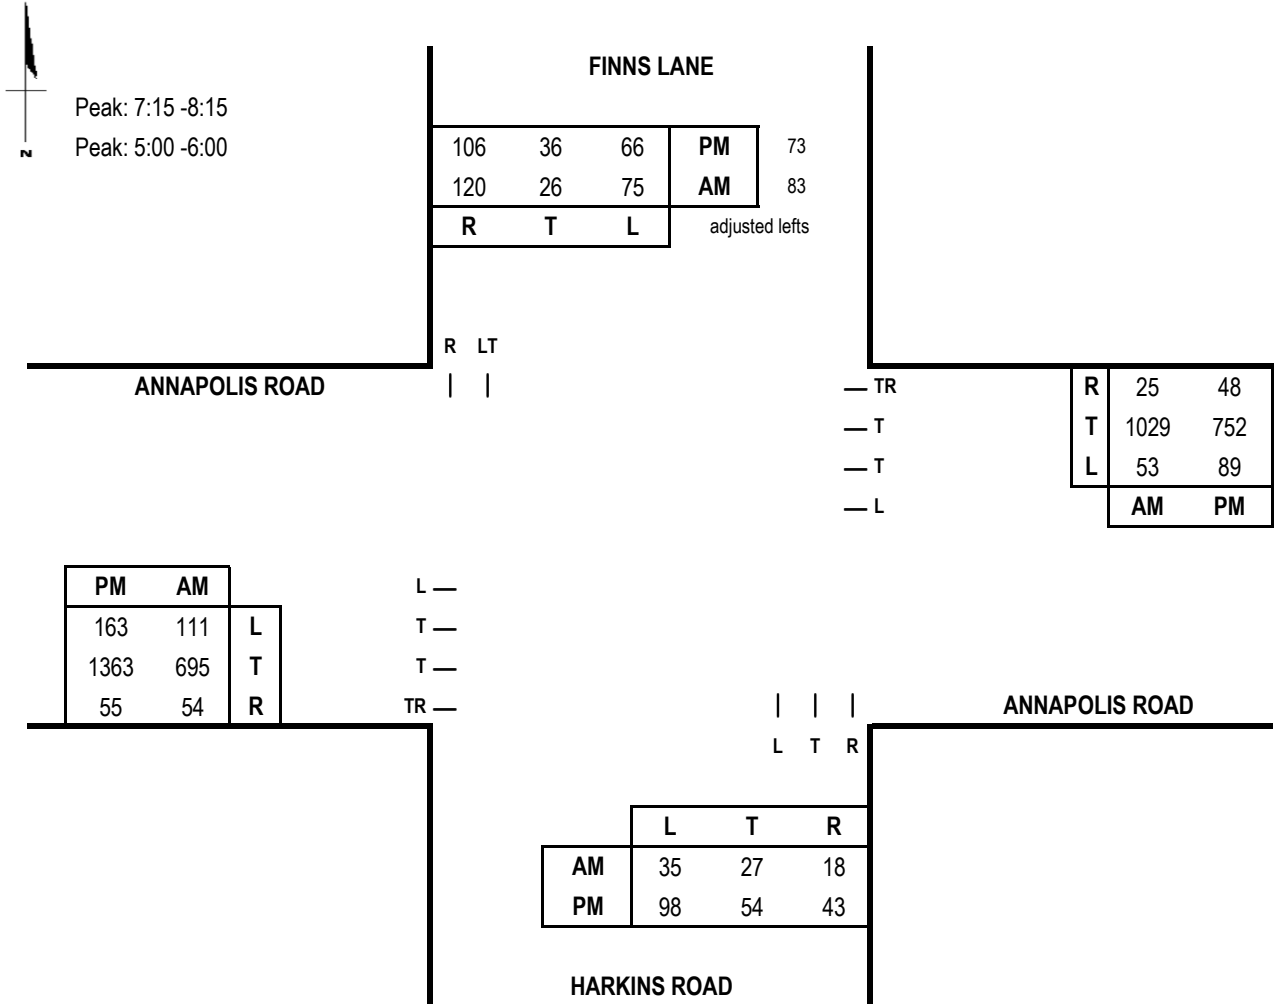 FINNS LANE
Peak: 7:15 -8:15
Peak: 5:00 -6:00
N
106 36 66 PM 73
120 26 75 AM 83
R T L adjusted lefts
R LT
ANNAPOLIS ROAD
TR
T
T
L
R 25 48
T 1029 752
L 53 89
AM PM
PM AM
163 111 L
1363 695 T
55 54 R
L
T
T
TR
ANNAPOLIS ROAD
L T R
L T R
AM 35 27 18
PM 98 54 43
HARKINS ROAD